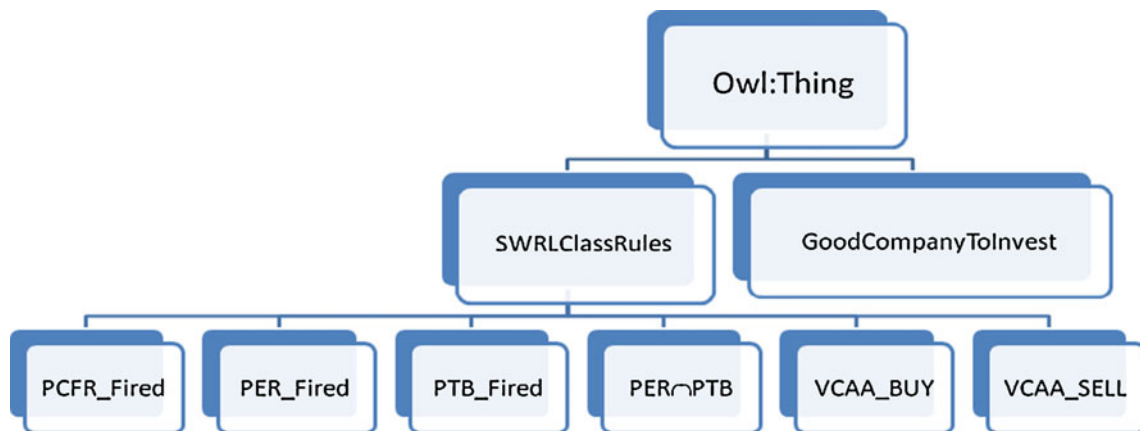 Owl:Thing
SWRLClassRules
GoodCompanyToInvest
PCFR_Fired
PER_Fired
PTB_Fired
PER∩PTB
VCAA_BUY
VCAA_SELL